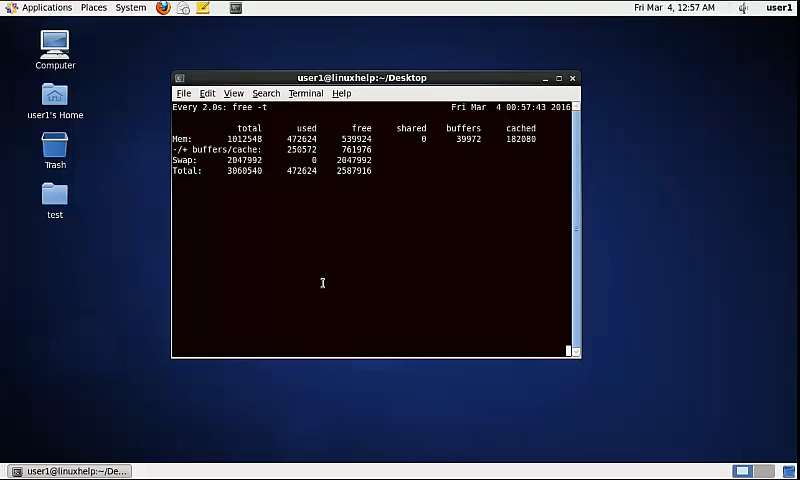 Applications Places System Fri Mar 4, 12:57 AM user1
Computer
user1's Home
Trash
test
user1@linuxhelp:~/Desktop
File Edit View Search Terminal Help
Every 2.0s: free -t Fri Mar 4 00:57:43 2016
total used free shared buffers cached
Mem: 1012548 472624 539924 0 39972 182080
-/+ buffers/cache: 250572 761976
Swap: 2047992 0 2047992
Total: 3060540 472624 2587916
user1@linuxhelp:~/De...